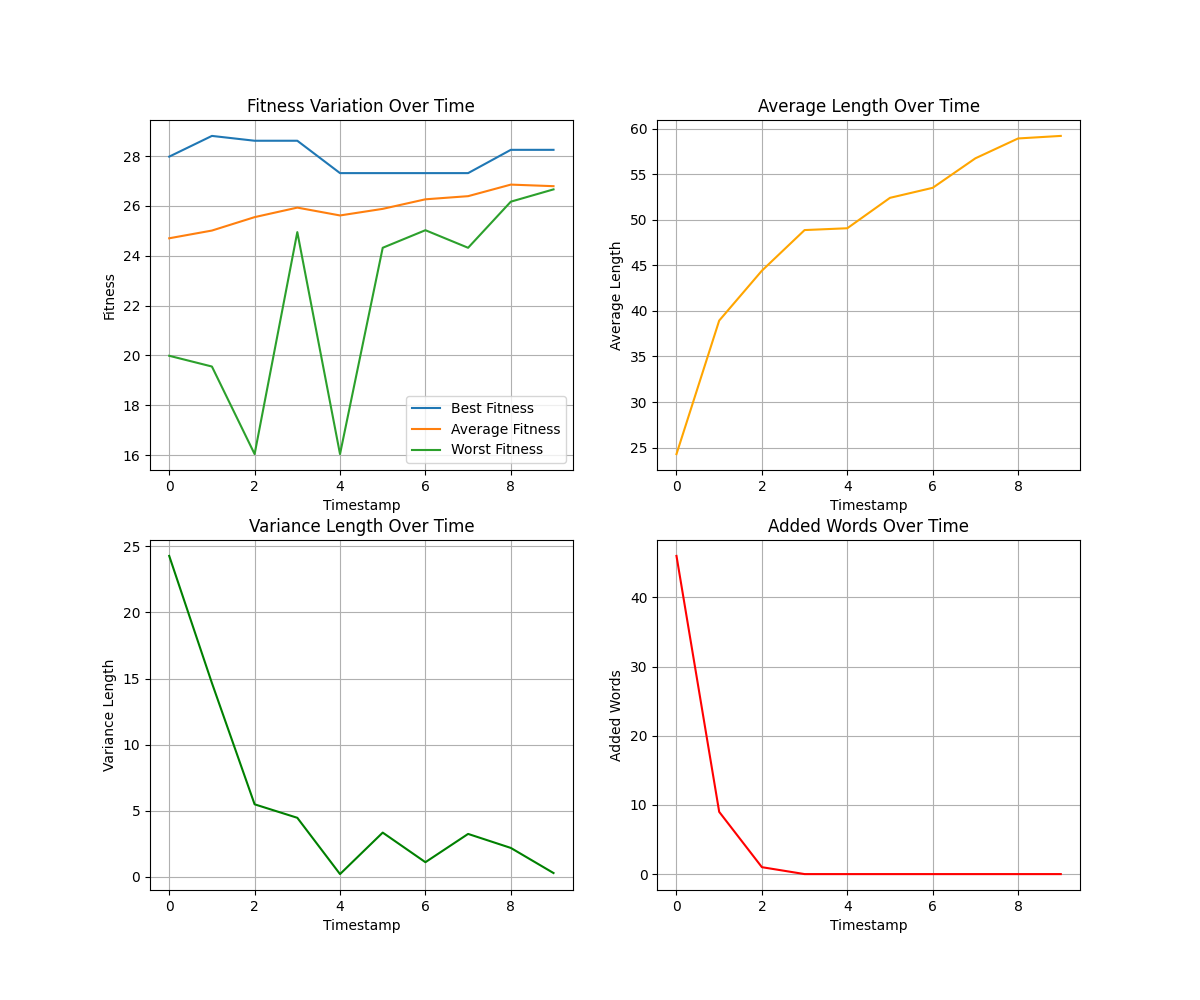 Fitness Variation Over Time
28
26
24
22
20
18
16
Fitness
Best Fitness
Average Fitness
Worst Fitness
0 2 4 6 8
Timestamp
Average Length Over Time
60
55
50
45
40
35
30
25
Average Length
0 2 4 6 8
Timestamp
Variance Length Over Time
25
20
15
10
5
0
Variance Length
0 2 4 6 8
Timestamp
Added Words Over Time
40
30
20
10
0
Added Words
0 2 4 6 8
Timestamp